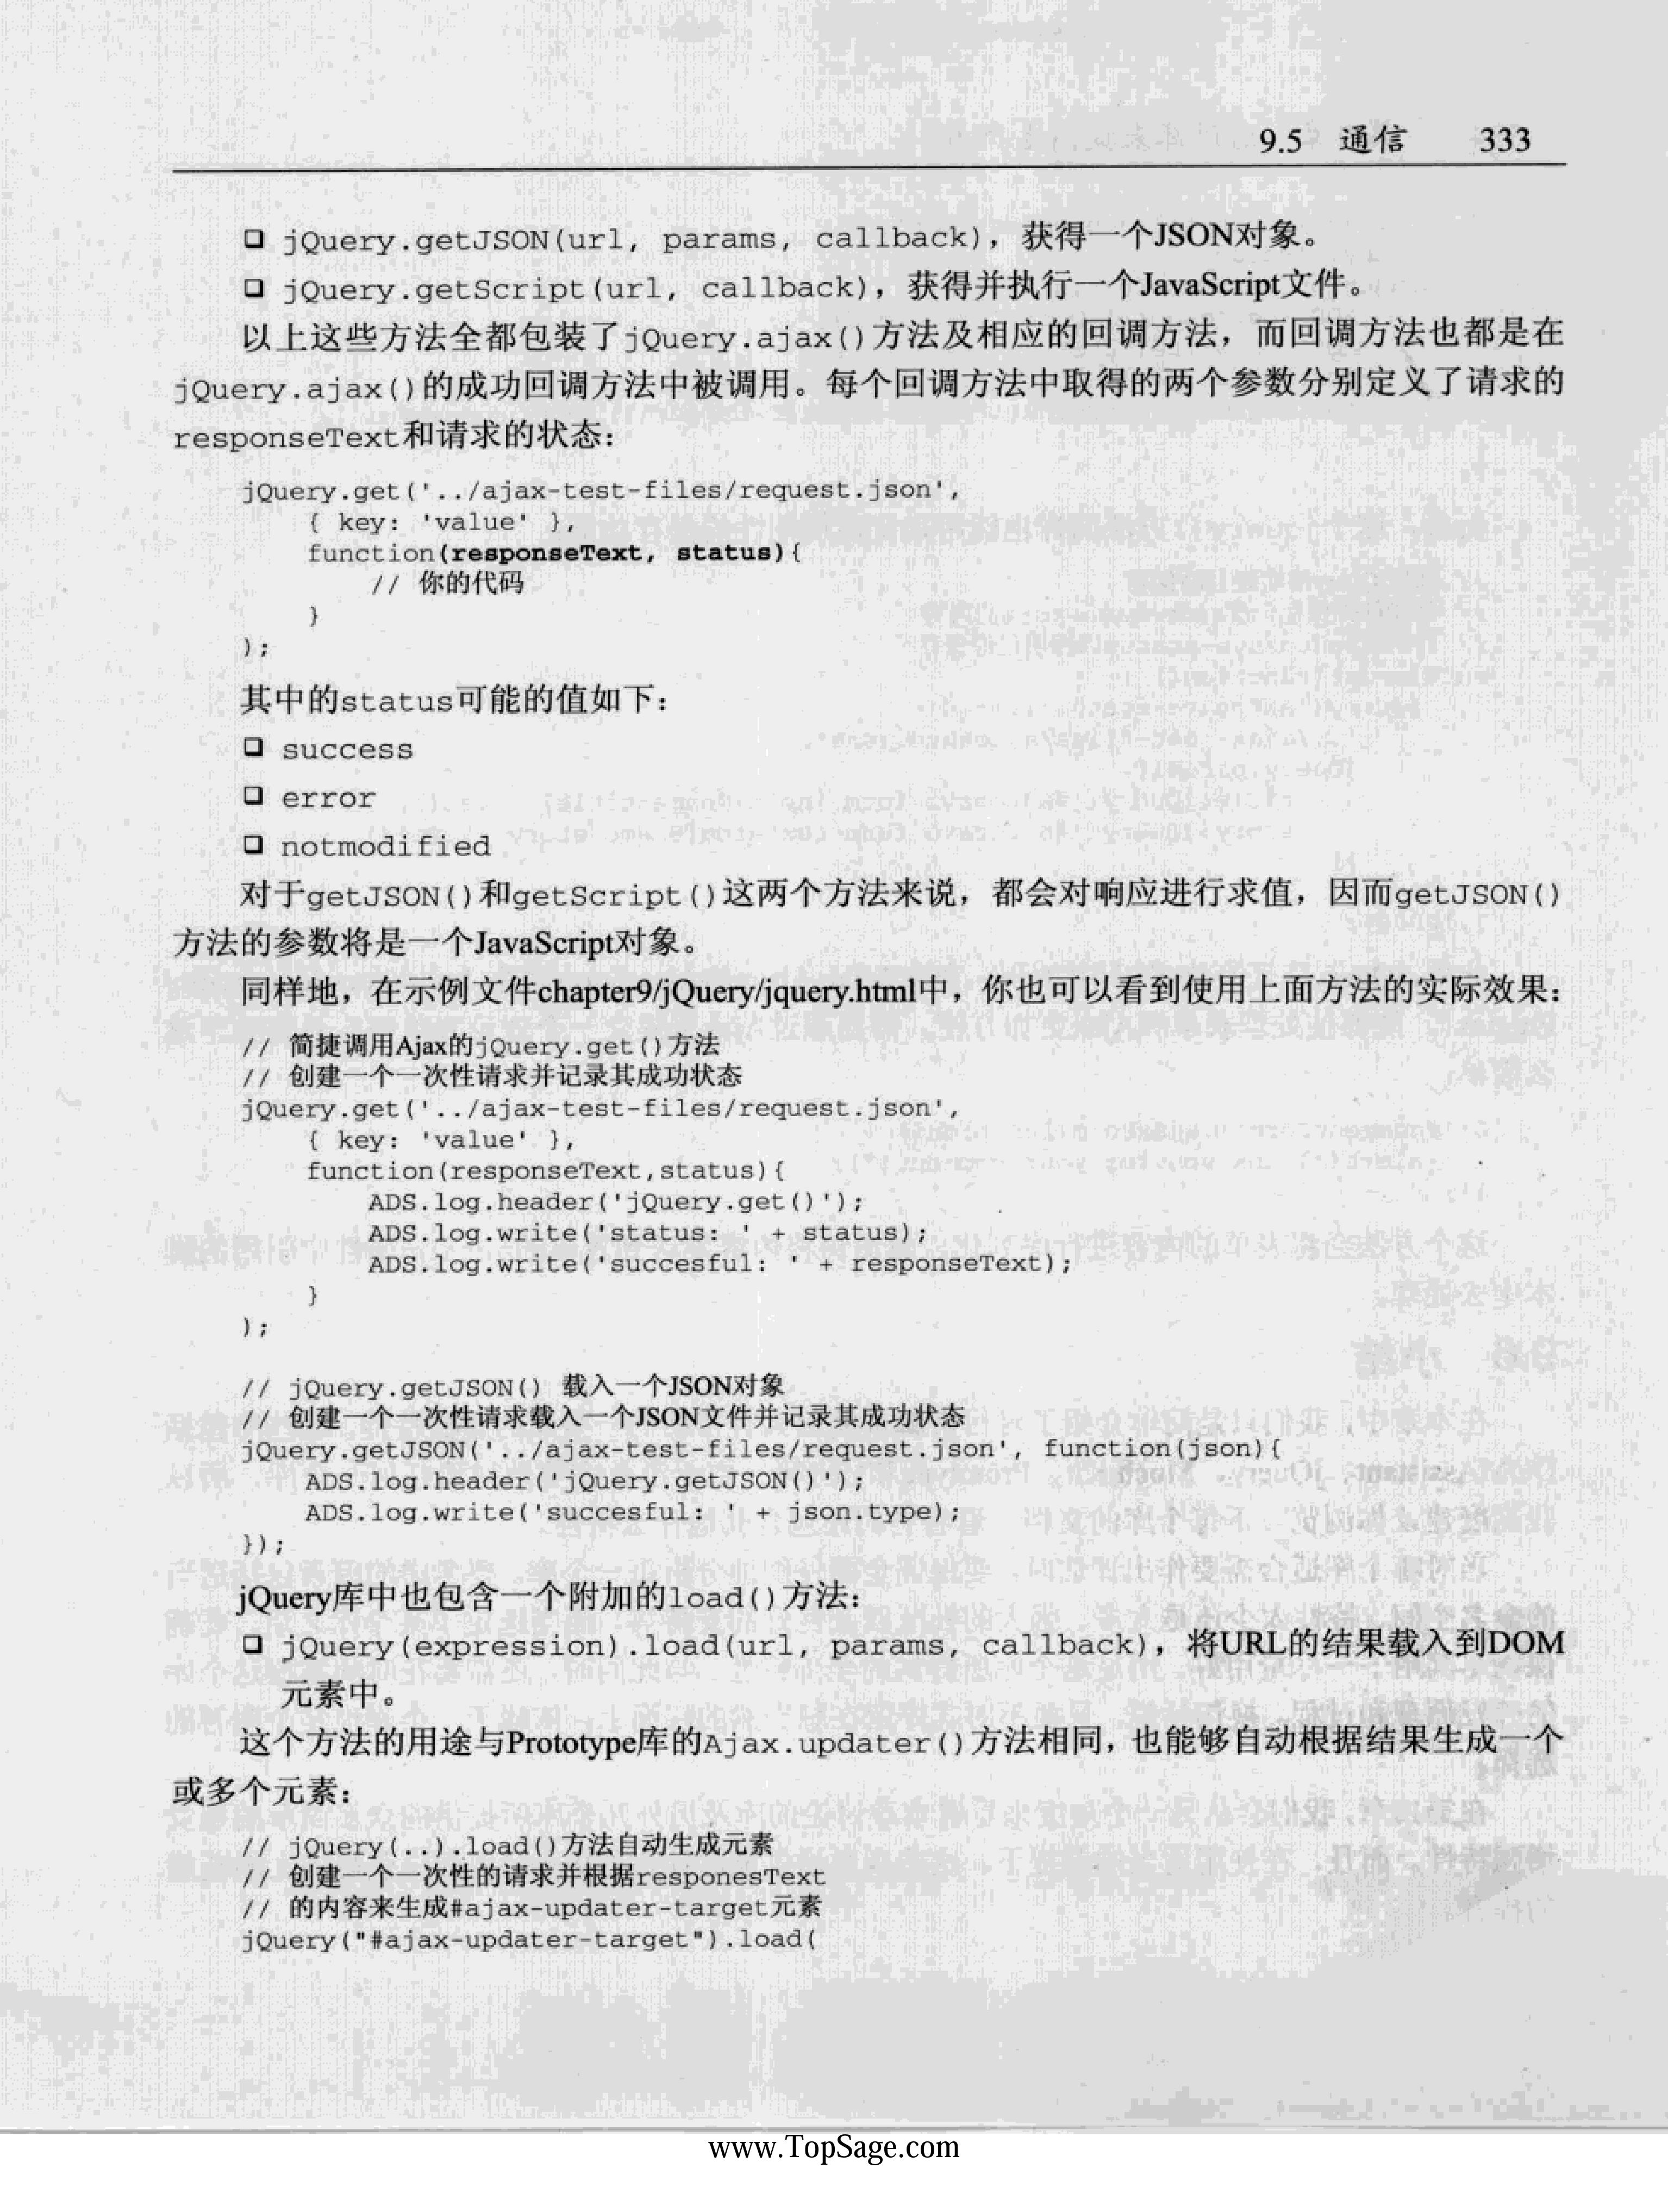 9.5 通信 333
❑ jQuery.getJSON(url, params, callback)，获得一个JSON对象。
❑ jQuery.getScript(url, callback)，获得并执行一个JavaScript文件。
以上这些方法全都包装了jQuery.ajax()方法及相应的回调方法，而回调方法也都是在
jQuery.ajax()的成功回调方法中被调用。每个回调方法中取得的两个参数分别定义了请求的
responseText和请求的状态：
jQuery.get('../ajax-test-files/request.json',
{ key: 'value' },
function(responseText, status){
// 你的代码
}
);
其中的status可能的值如下：
❑ success
❑ error
❑ notmodified
对于getJSON()和getScript()这两个方法来说，都会对响应进行求值，因而getJSON()
方法的参数将是一个JavaScript对象。
同样地，在示例文件chapter9/jQuery/jquery.html中，你也可以看到使用上面方法的实际效果：
// 简捷调用Ajax的jQuery.get()方法
// 创建一个一次性请求并记录其成功状态
jQuery.get('../ajax-test-files/request.json',
{ key: 'value' },
function(responseText,status){
ADS.log.header('jQuery.get()');
ADS.log.write('status: ' + status);
ADS.log.write('succesful: ' + responseText);
}
);
// jQuery.getJSON() 载入一个JSON对象
// 创建一个一次性请求载入一个JSON文件并记录其成功状态
jQuery.getJSON('../ajax-test-files/request.json', function(json){
ADS.log.header('jQuery.getJSON()');
ADS.log.write('succesful: ' + json.type);
});
jQuery库中也包含一个附加的load()方法：
❑ jQuery(expression).load(url, params, callback)，将URL的结果载入到DOM
元素中。
这个方法的用途与Prototype库的Ajax.updater()方法相同，也能够自动根据结果生成一个
或多个元素：
// jQuery(..).load()方法自动生成元素
// 创建一个一次性的请求并根据responesText
// 的内容来生成#ajax-updater-target元素
jQuery("#ajax-updater-target").load(
www.TopSage.com